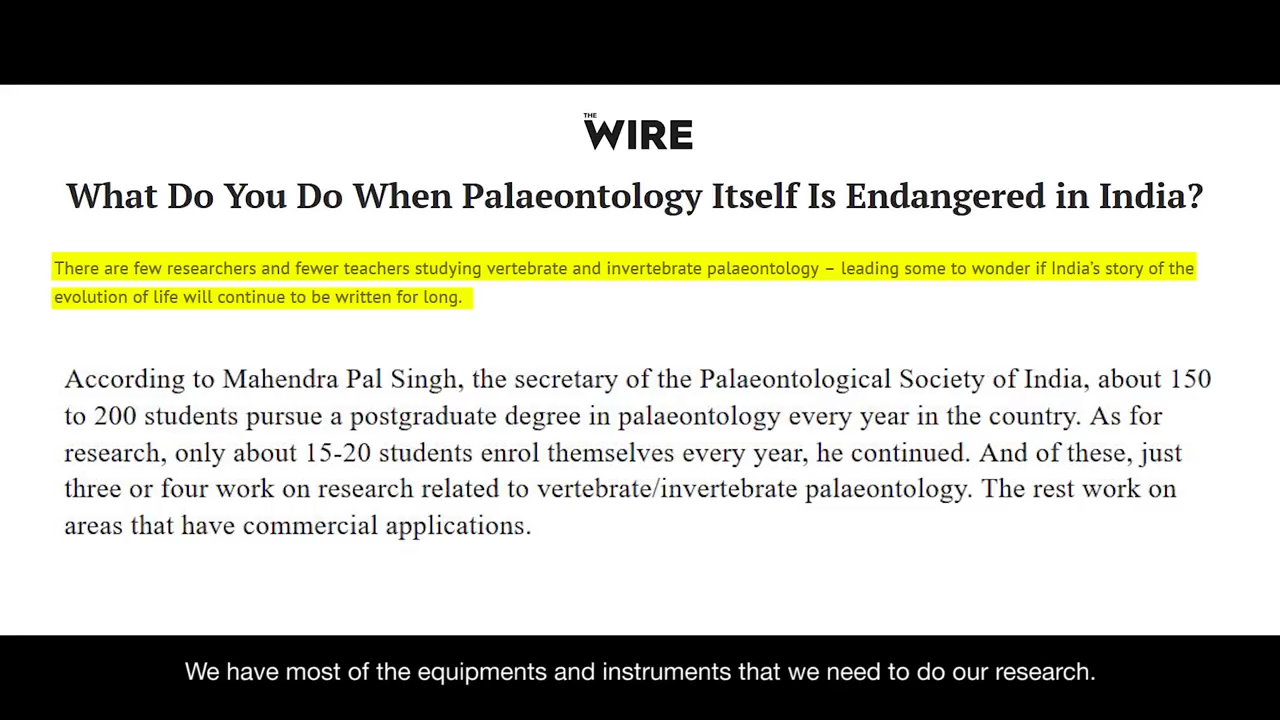 THE
WIRE
What Do You Do When Palaeontology Itself Is Endangered in India?
There are few researchers and fewer teachers studying vertebrate and invertebrate palaeontology – leading some to wonder if India's story of the
evolution of life will continue to be written for long.
According to Mahendra Pal Singh, the secretary of the Palaeontological Society of India, about 150
to 200 students pursue a postgraduate degree in palaeontology every year in the country. As for
research, only about 15-20 students enrol themselves every year, he continued. And of these, just
three or four work on research related to vertebrate/invertebrate palaeontology. The rest work on
areas that have commercial applications.
We have most of the equipments and instruments that we need to do our research.